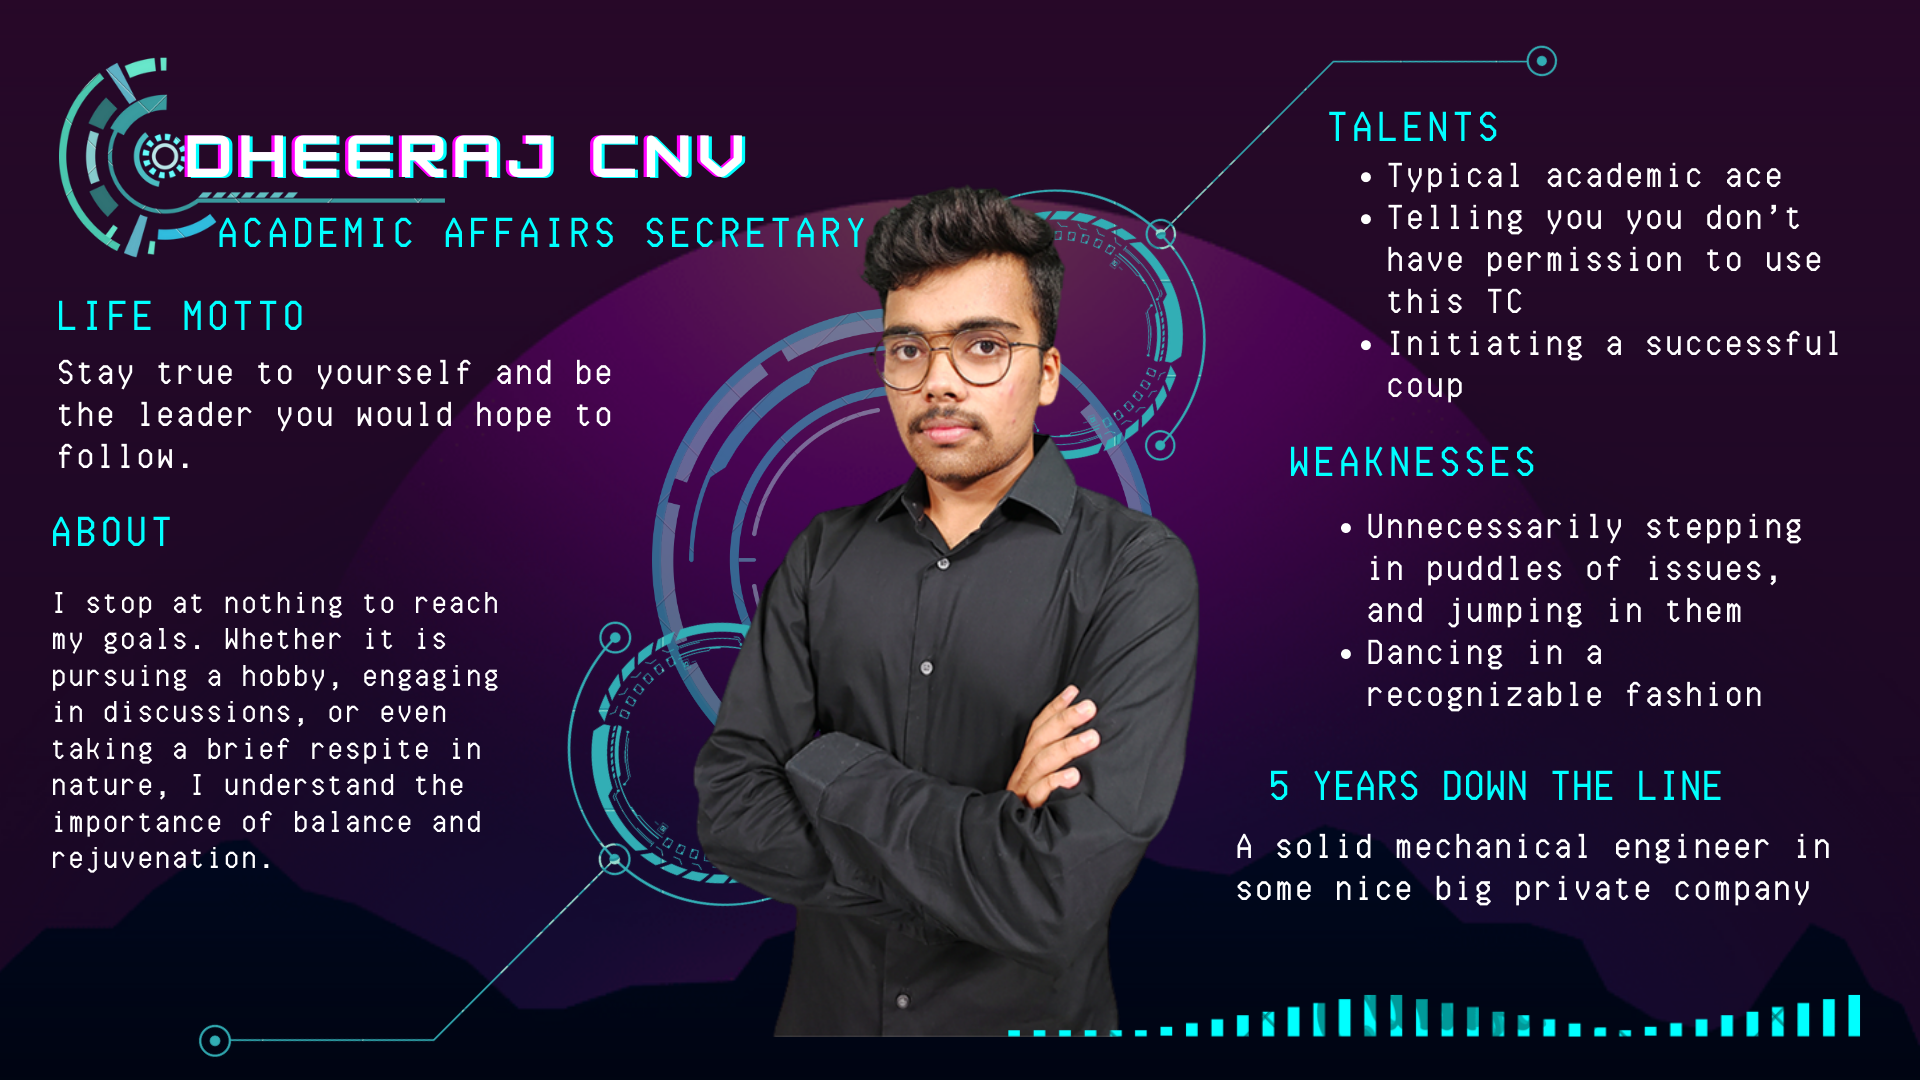 DHEERAJ CNV
ACADEMIC AFFAIRS SECRETARY
LIFE MOTTO
Stay true to yourself and be
the leader you would hope to
follow.
ABOUT
I stop at nothing to reach
my goals. Whether it is
pursuing a hobby, engaging
in discussions, or even
taking a brief respite in
nature, I understand the
importance of balance and
rejuvenation.
TALENTS
• Typical academic ace
• Telling you you don’t
have permission to use
this TC
• Initiating a successful
coup
WEAKNESSES
• Unnecessarily stepping
in puddles of issues,
and jumping in them
• Dancing in a
recognizable fashion
5 YEARS DOWN THE LINE
A solid mechanical engineer in
some nice big private company